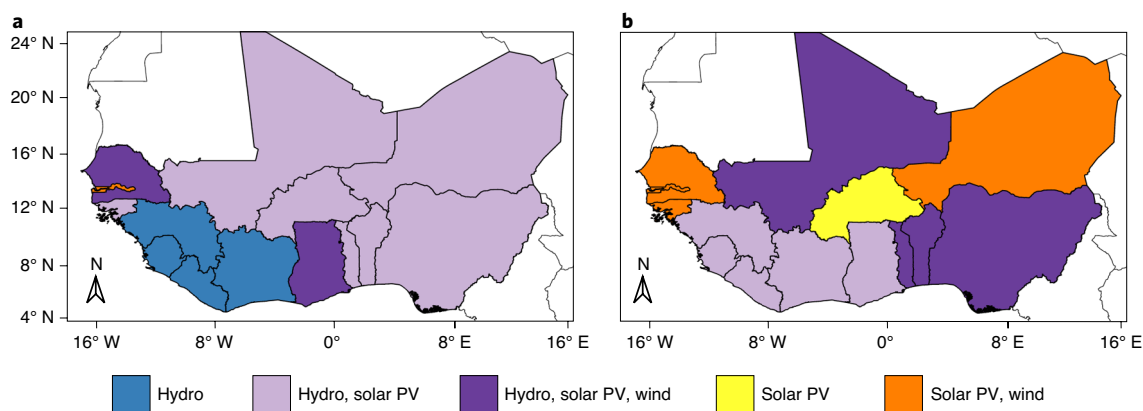 a
24° N
20° N
16° N
12° N
8° N
4° N
N
16° W
8° W
0°
8° E
16° E
b
N
16° W
8° W
0°
8° E
16° E
Hydro
Hydro, solar PV
Hydro, solar PV, wind
Solar PV
Solar PV, wind